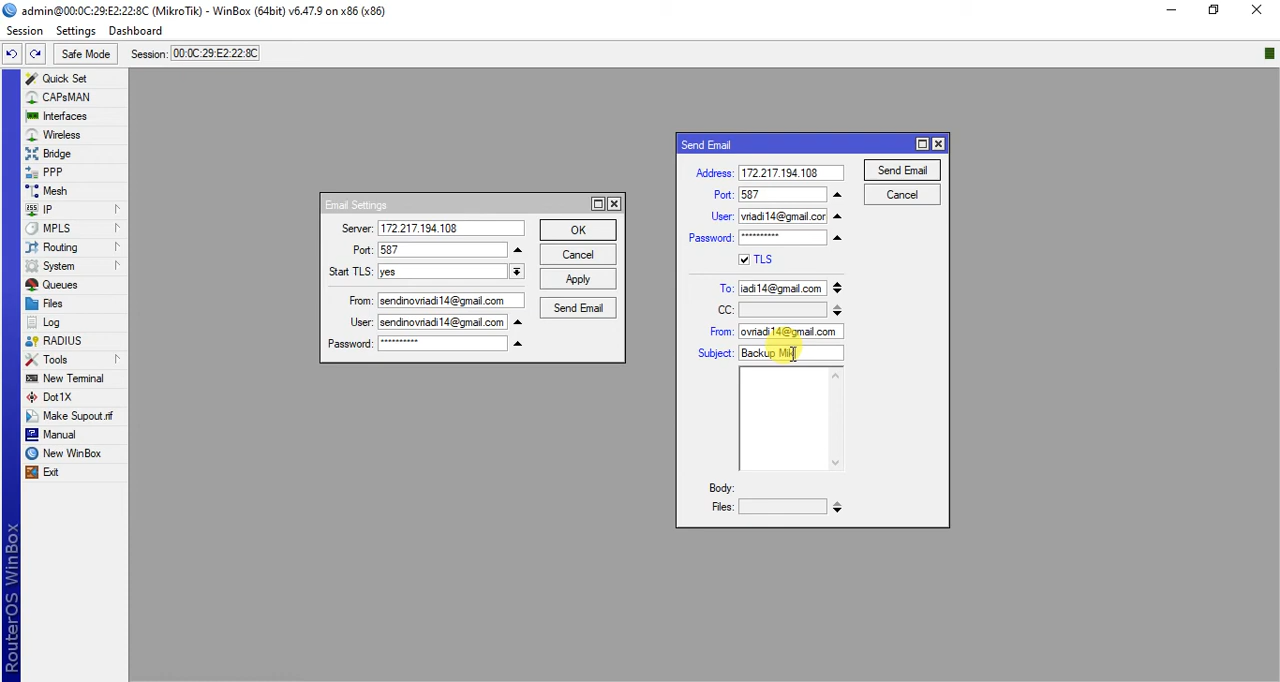 admin@00:0C:29:E2:22:8C (MikroTik) - WinBox (64bit) v6.47.9 on x86 (x86)
Session Settings Dashboard
Safe Mode Session: 00:0C:29:E2:22:8C
Quick Set
CAPsMAN
Interfaces
Wireless
Bridge
PPP
Mesh
IP
MPLS
Routing
System
Queues
Files
Log
RADIUS
Tools
New Terminal
Dot1X
Make Supout.rif
Manual
New WinBox
Exit
RouterOS WinBox
Email Settings
Server: 172.217.194.108
Port: 587
Start TLS: yes
From: sendinovriadi14@gmail.com
User: sendinovriadi14@gmail.com
Password: **********
OK
Cancel
Apply
Send Email
Send Email
Address: 172.217.194.108
Port: 587
User: vriadi14@gmail.cor
Password: **********
TLS
To: iadi14@gmail.com
CC:
From: ovriadi14@gmail.com
Subject: Backup Mik
Body:
Files:
Send Email
Cancel